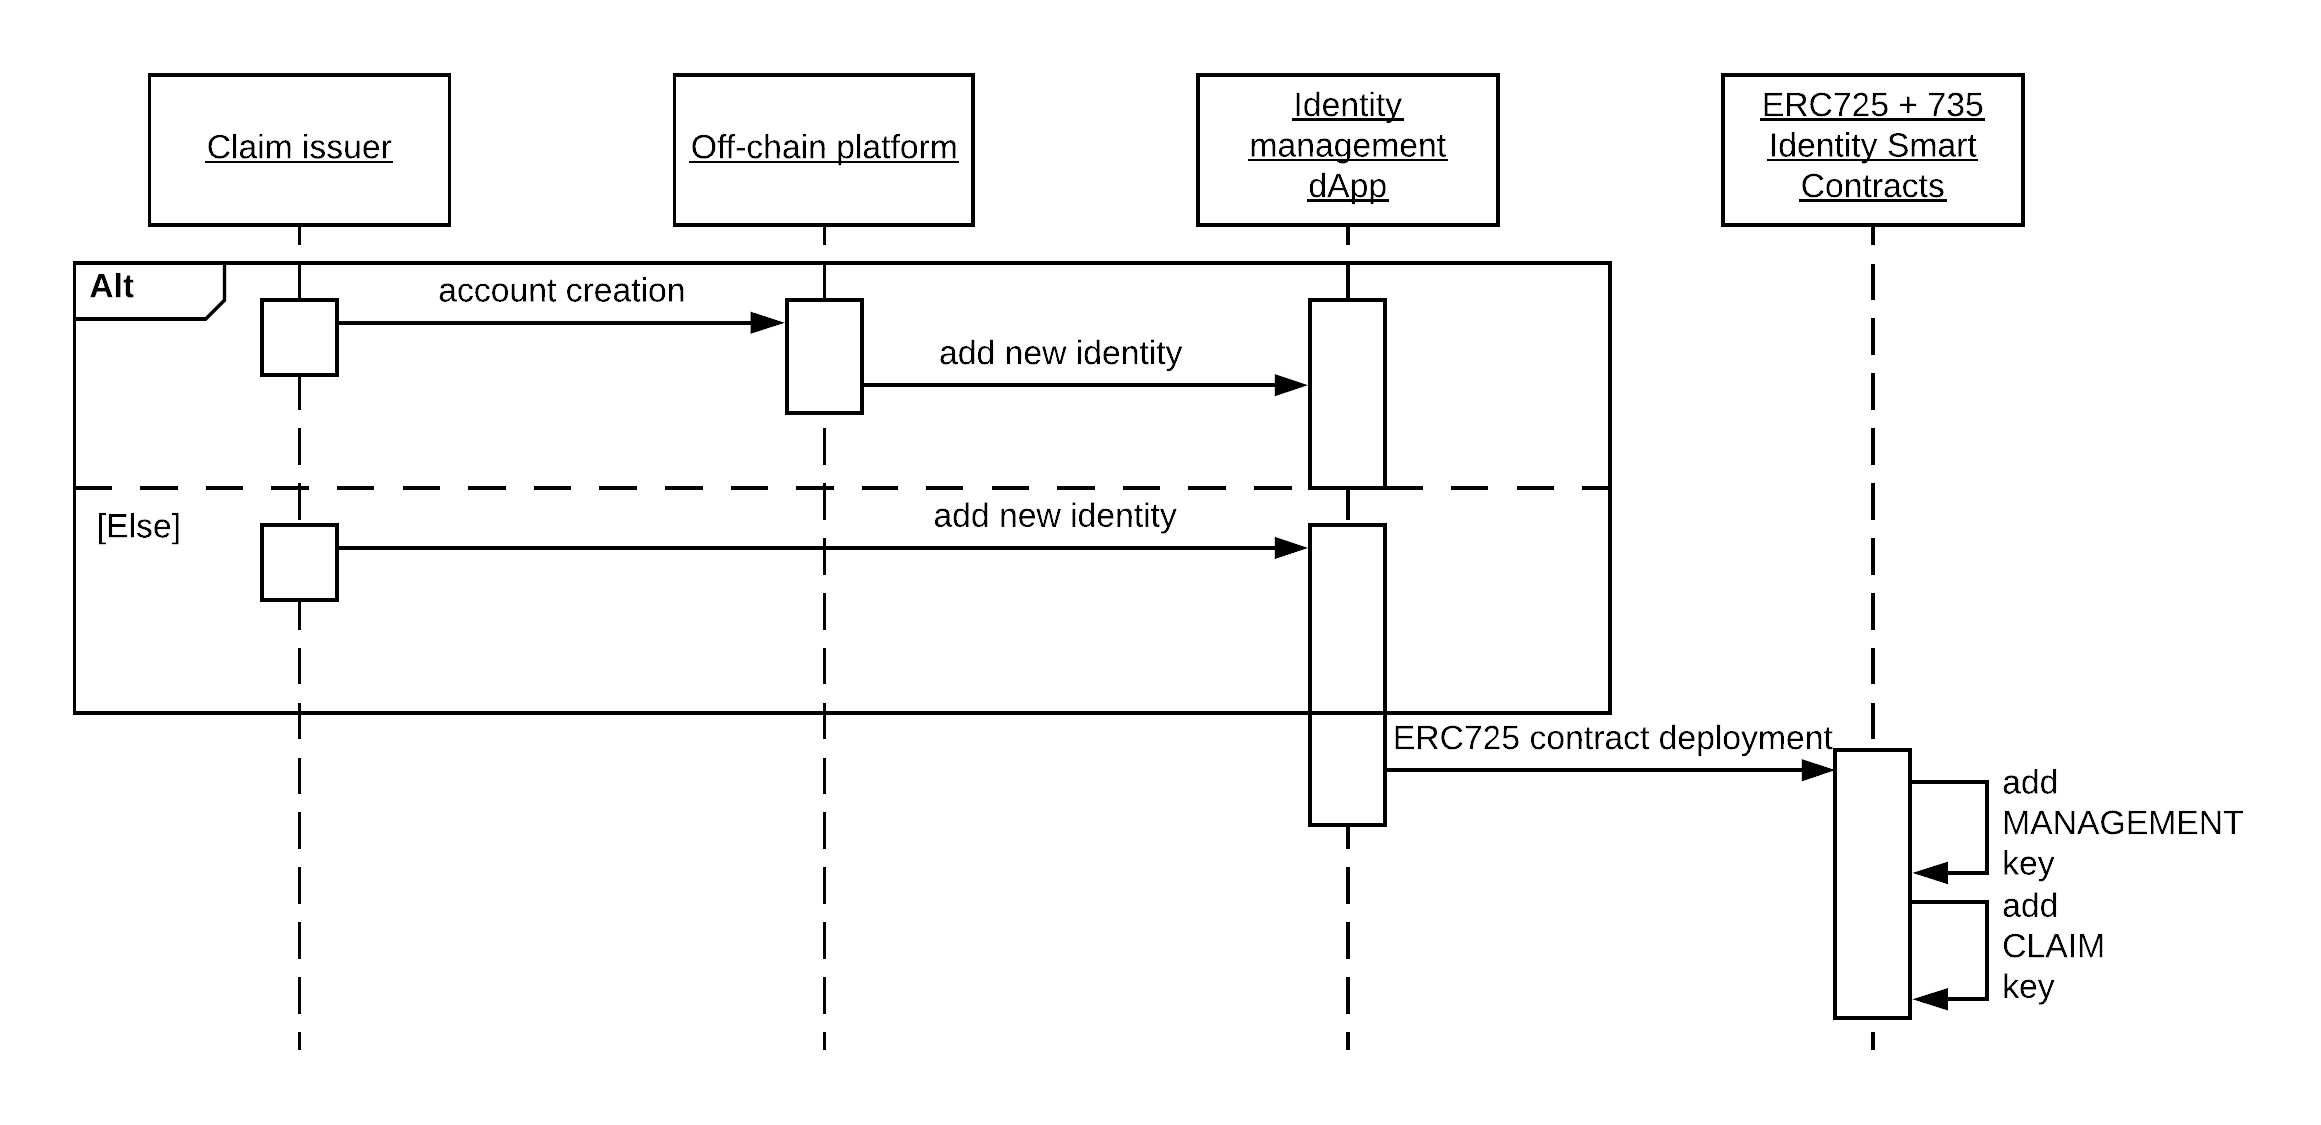 Claim issuer
Off-chain platform
Identity
management
dApp
ERC725 + 735
Identity Smart
Contracts
Alt
account creation
add new identity
[Else]
add new identity
ERC725 contract deployment
add
MANAGEMENT
key
add
CLAIM
key